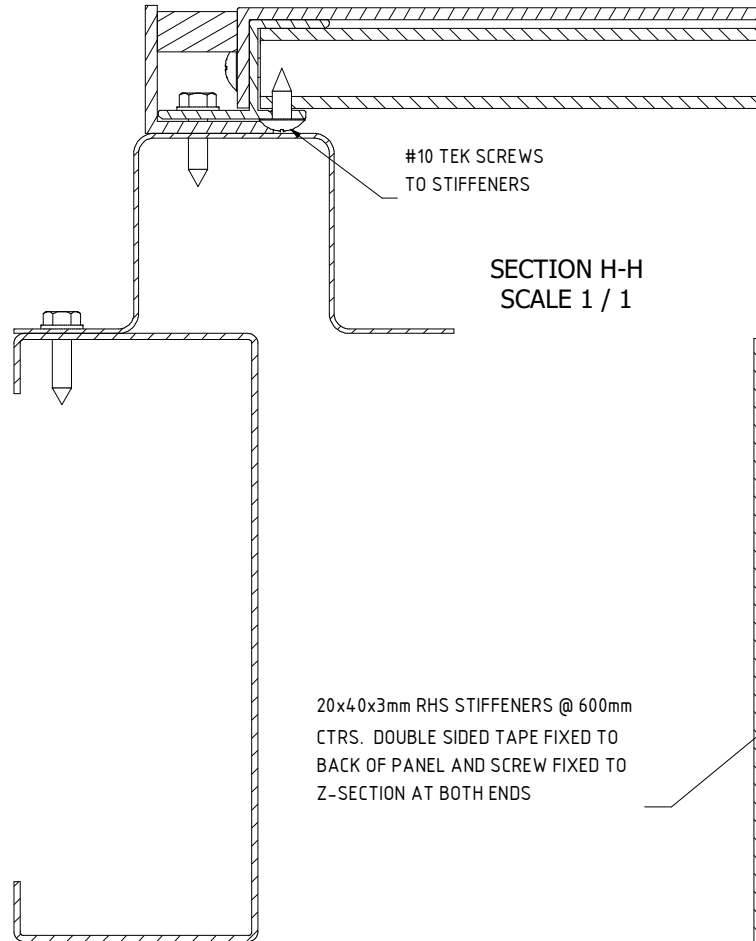 #10 TEK SCREWS
TO STIFFENERS
SECTION H-H
SCALE 1 / 1
20x40x3mm RHS STIFFENERS @ 600mm
CTRS. DOUBLE SIDED TAPE FIXED TO
BACK OF PANEL AND SCREW FIXED TO
Z-SECTION AT BOTH ENDS